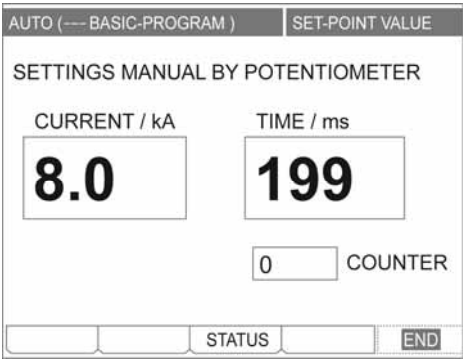 AUTO (--- BASIC-PROGRAM ) SET-POINT VALUE
SETTINGS MANUAL BY POTENTIOMETER
CURRENT / kA TIME / ms
8.0 199
0 COUNTER
STATUS END